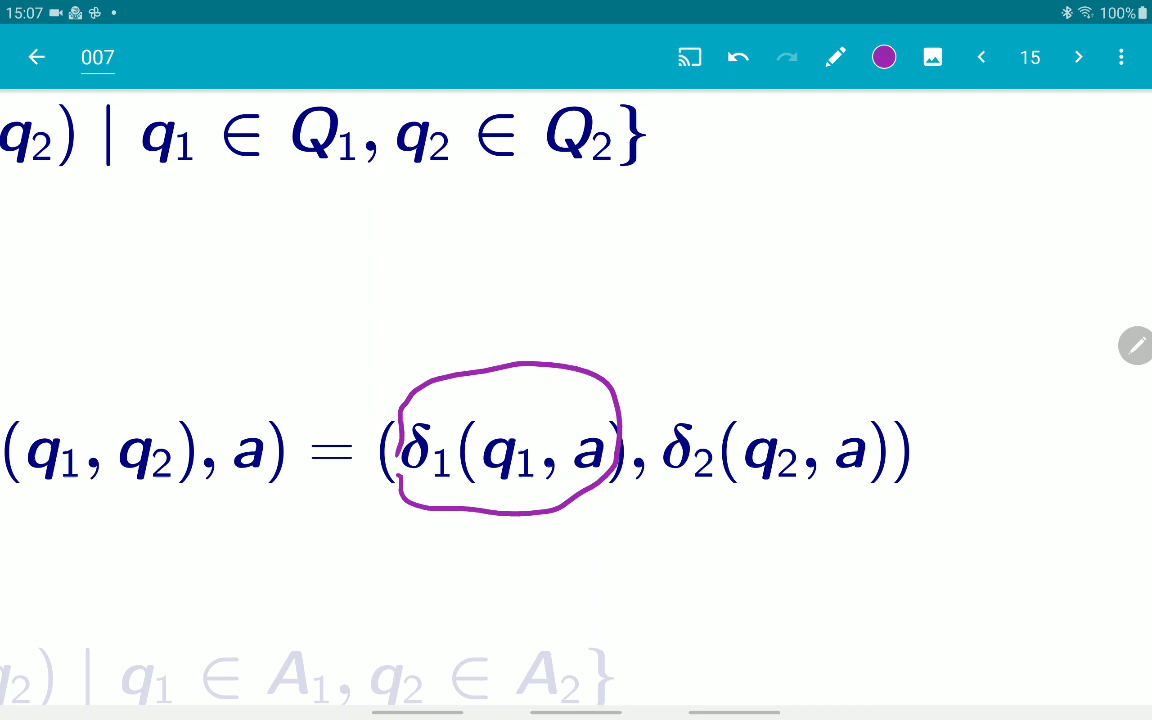 15:07 100%
007 15
q₂) | q₁ ∈ Q₁, q₂ ∈ Q₂}
(q₁, q₂), a) = (δ₁(q₁, a), δ₂(q₂, a))
q₂) | q₁ ∈ A₁, q₂ ∈ A₂}